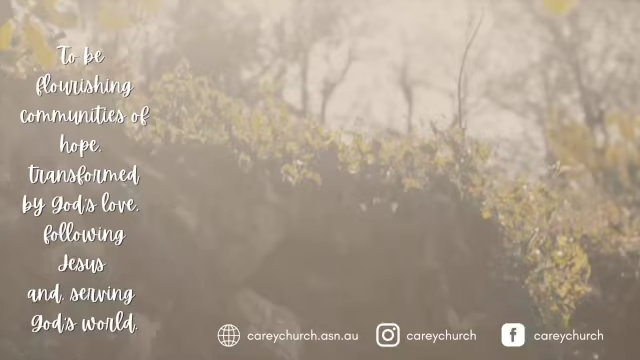 To be
flourishing
communities of
hope,
transformed
by God's love,
following
Jesus
and, serving
God's world.
careychurch.asn.au careychurch careychurch